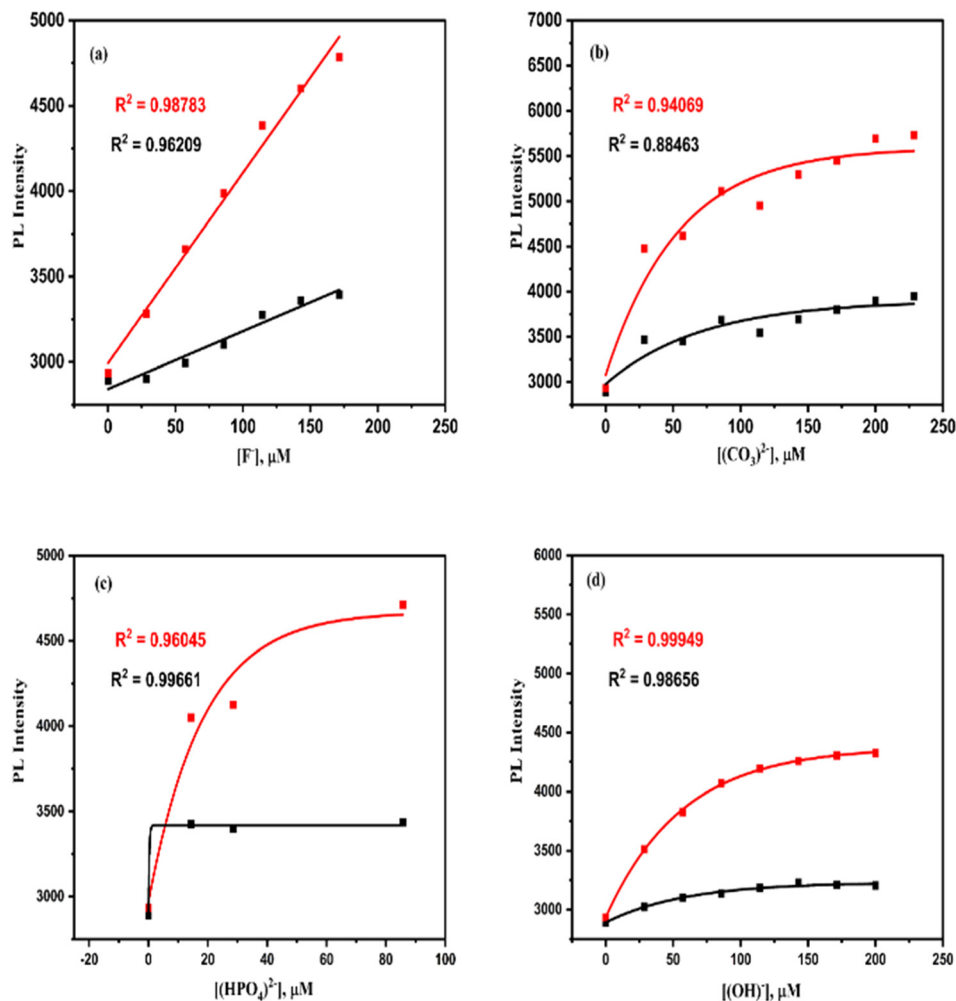 (a)
R² = 0.98783
R² = 0.96209
PL Intensity
5000
4500
4000
3500
3000
0 50 100 150 200 250
[F⁻], µM
(b)
R² = 0.94069
R² = 0.88463
PL Intensity
7000
6500
6000
5500
5000
4500
4000
3500
3000
0 50 100 150 200 250
[(CO₃)²⁻], µM
(c)
R² = 0.96045
R² = 0.99661
PL Intensity
5000
4500
4000
3500
3000
-20 0 20 40 60 80 100
[(HPO₄)²⁻], µM
(d)
R² = 0.99949
R² = 0.98656
PL Intensity
6000
5500
5000
4500
4000
3500
3000
0 50 100 150 200 250
[(OH)⁻], µM